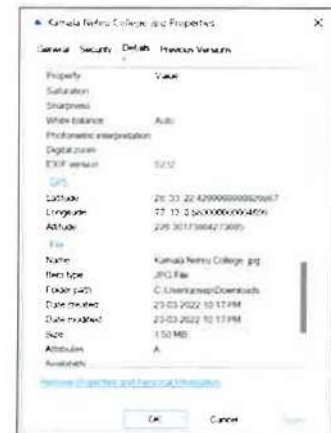 Kamala Nehru College .jpg Properties
General Security Details Previous Versions
Property Value
Saturation
Sharpness
White balance Auto
Photometric interpretation
Digital zoom
EXIF version 0232
GPS
Latitude
Longitude
Altitude
File
Name Kamala Nehru College .jpg
Item type JPG File
Folder path
Date created 23-03-2022 10:17 PM
Date modified 23-03-2022 10:17 PM
Size 1.50 MB
Attributes A
Availability
Remove Properties and Personal Information
OK Cancel Apply